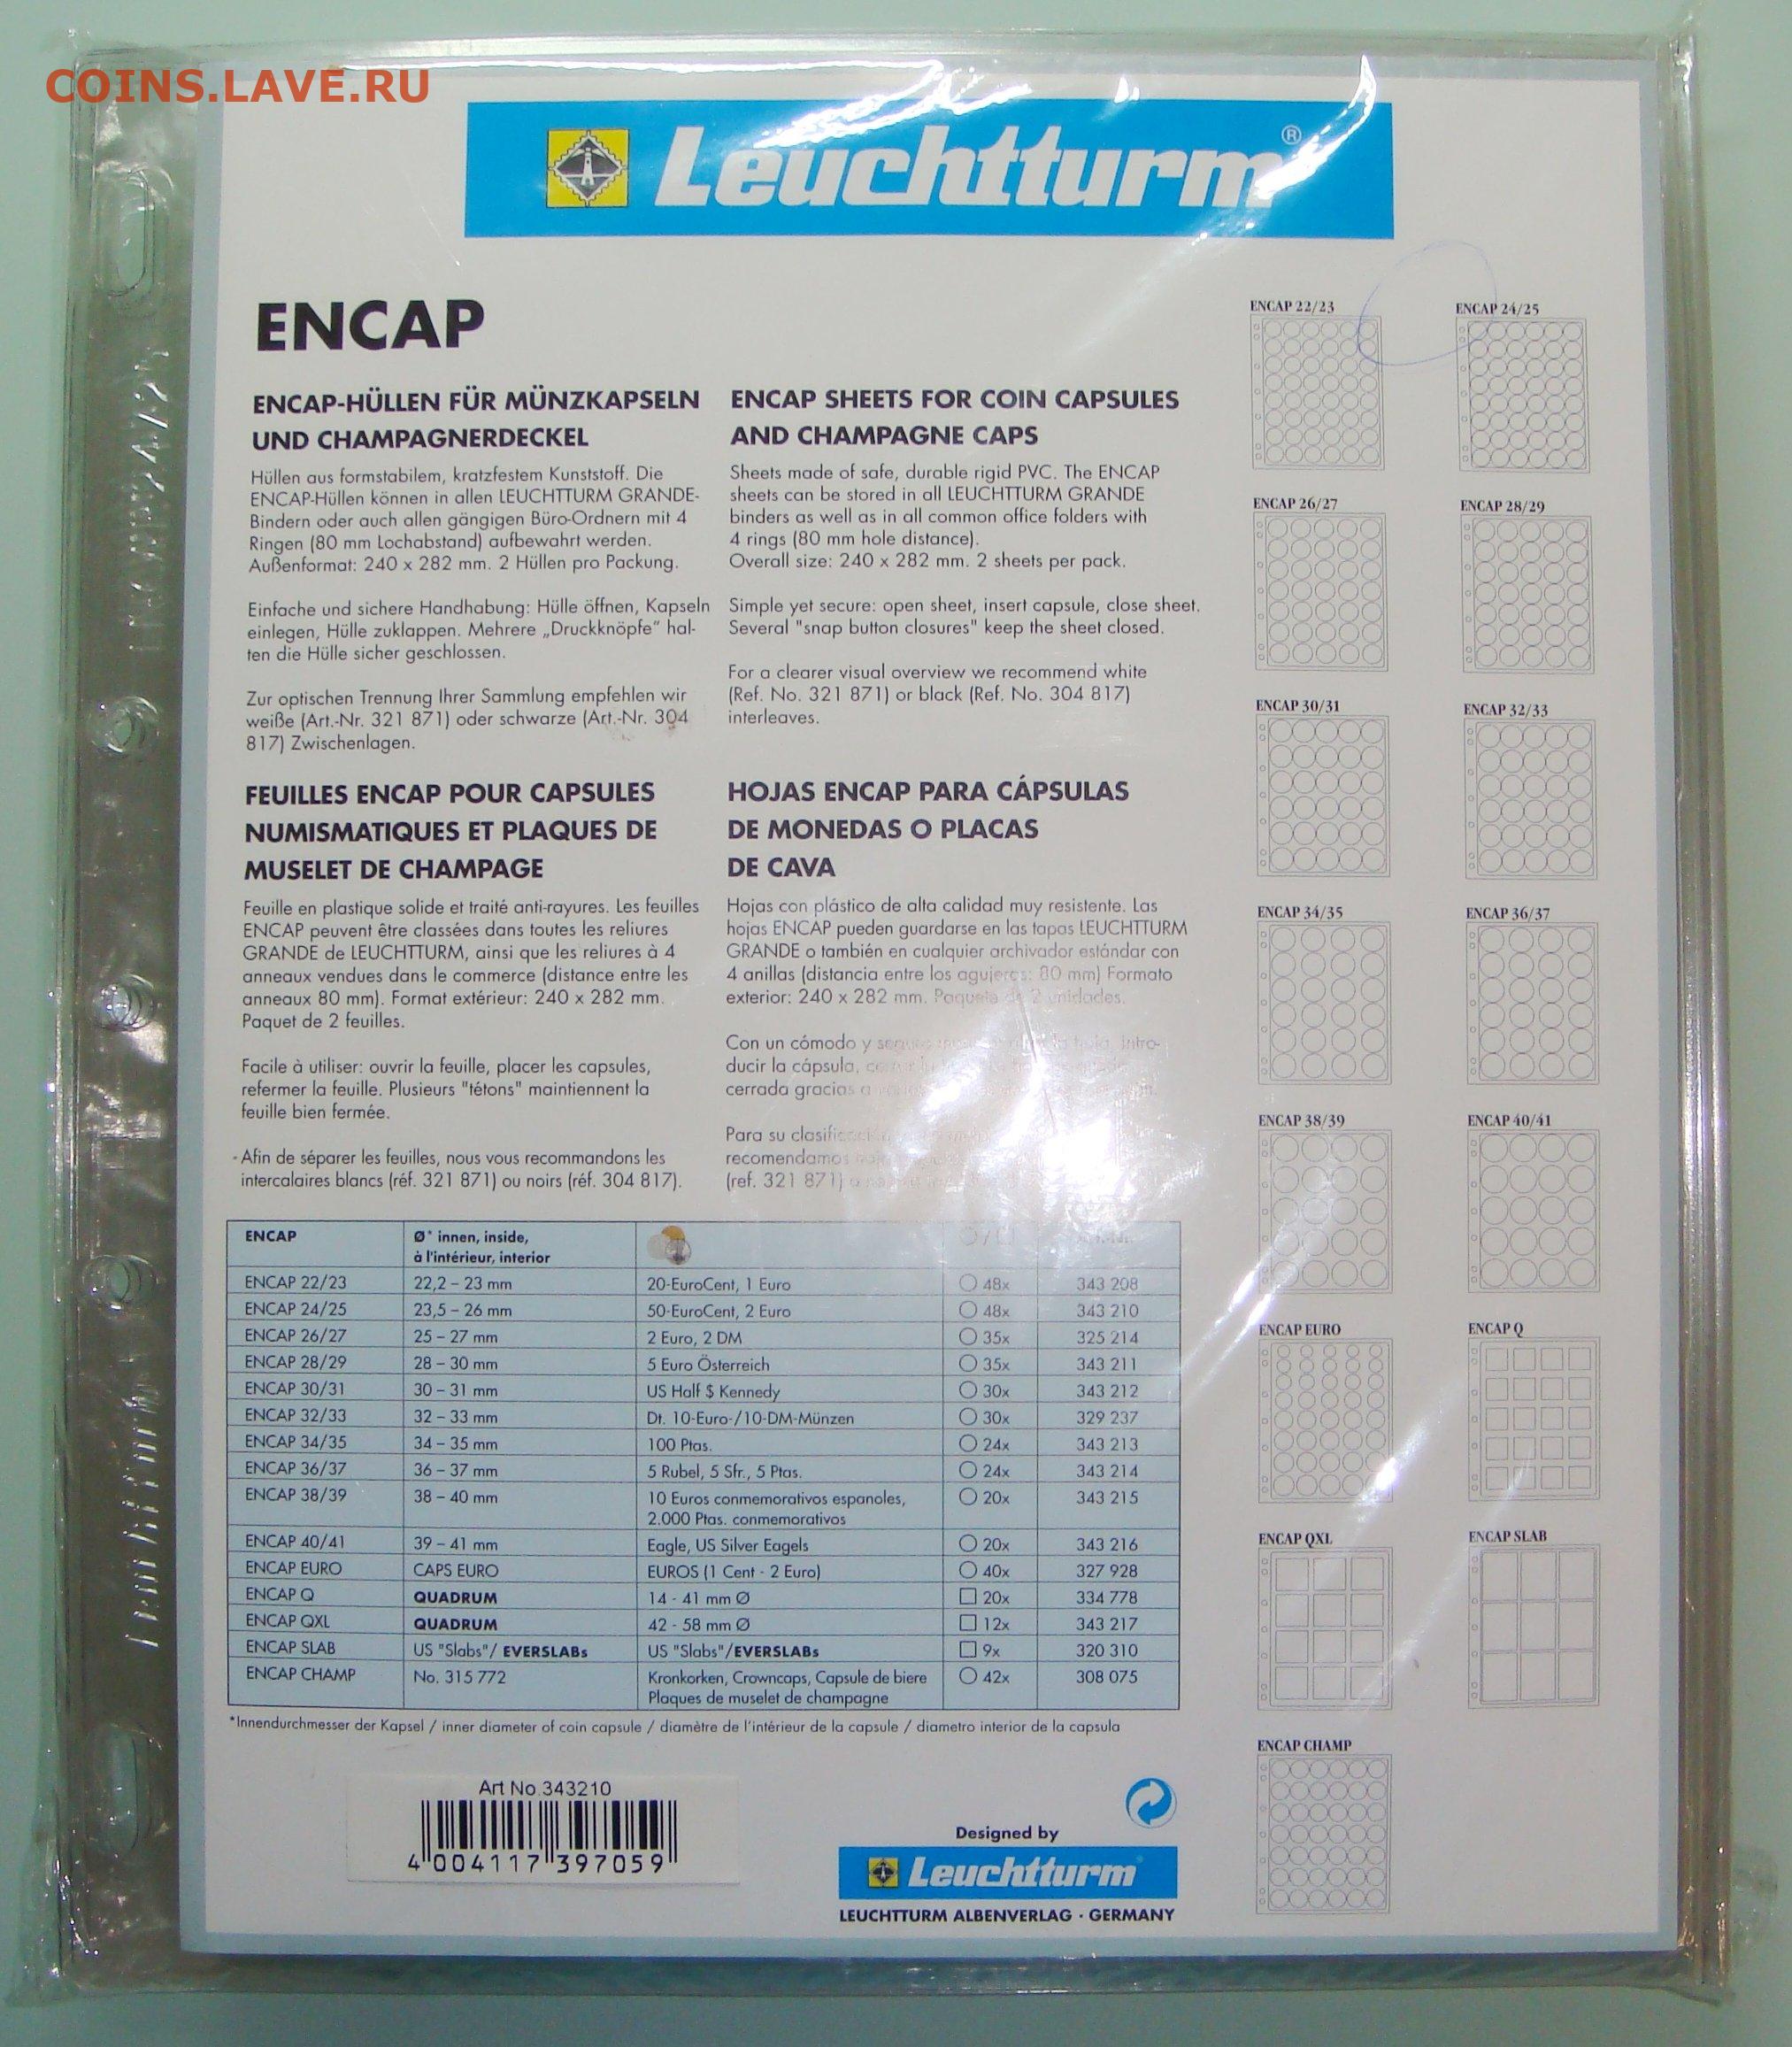 COINS.LAVE.RU
Leuchtturm®
ENCAP
ENCAP-HÜLLEN FÜR MÜNZKAPSELN
UND CHAMPAGNERDECKEL
Hüllen aus formstabilem, kratzfestem Kunststoff. Die
ENCAP-Hüllen können in allen LEUCHTTURM GRANDE-
Bindern oder auch allen gängigen Büro-Ordnern mit 4
Ringen (80 mm Lochabstand) aufbewahrt werden.
Außenformat: 240 x 282 mm. 2 Hüllen pro Packung.
Einfache und sichere Handhabung: Hülle öffnen, Kapseln
einlegen, Hülle zuklappen. Mehrere „Druckknöpfe“ hal-
ten die Hülle sicher geschlossen.
Zur optischen Trennung Ihrer Sammlung empfehlen wir
weiße (Art.-Nr. 321 871) oder schwarze (Art.-Nr. 304
817) Zwischenlagen.
ENCAP SHEETS FOR COIN CAPSULES
AND CHAMPAGNE CAPS
Sheets made of safe, durable rigid PVC. The ENCAP
sheets can be stored in all LEUCHTTURM GRANDE
binders as well as in all common office folders with
4 rings (80 mm hole distance).
Overall size: 240 x 282 mm. 2 sheets per pack.
Simple yet secure: open sheet, insert capsule, close sheet.
Several "snap button closures" keep the sheet closed.
For a clearer visual overview we recommend white
(Ref. No. 321 871) or black (Ref. No. 304 817)
interleaves.
FEUILLES ENCAP POUR CAPSULES
NUMISMATIQUES ET PLAQUES DE
MUSELET DE CHAMPAGE
Feuille en plastique solide et traité anti-rayures. Les feuilles
ENCAP peuvent être classées dans toutes les reliures
GRANDE de LEUCHTTURM, ainsi que les reliures à 4
anneaux vendues dans le commerce (distance entre les
anneaux 80 mm). Format extérieur: 240 x 282 mm.
Paquet de 2 feuilles.
Facile à utiliser: ouvrir la feuille, placer les capsules,
refermer la feuille. Plusieurs "tétons" maintiennent la
feuille bien fermée.
Afin de séparer les feuilles, nous vous recommandons les
intercalaires blancs (réf. 321 871) ou noirs (réf. 304 817).
HOJAS ENCAP PARA CÁPSULAS
DE MONEDAS O PLACAS
DE CAVA
Hojas con plástico de alta calidad muy resistente. Las
hojas ENCAP pueden guardarse en las tapas LEUCHTTURM
GRANDE o también en cualquier archivador estándar con
4 anillas (distancia entre los agujeros: 80 mm) Formato
exterior: 240 x 282 mm. Paquete de 2 unidades.
Con un cómodo y hoja, intro-
ducir la cápsula,
cerrada gracias a
Para su clasificación
recomendamos
(ref. 321 871) o
ENCAP Ø* innen, inside,
à l'intérieur, interior
ENCAP 22/23 22,2 – 23 mm 20-EuroCent, 1 Euro ○ 48x 343 208
ENCAP 24/25 23,5 – 26 mm 50-EuroCent, 2 Euro ○ 48x 343 210
ENCAP 26/27 25 – 27 mm 2 Euro, 2 DM ○ 35x 325 214
ENCAP 28/29 28 – 30 mm 5 Euro Österreich ○ 35x 343 211
ENCAP 30/31 30 – 31 mm US Half $ Kennedy ○ 30x 343 212
ENCAP 32/33 32 – 33 mm Dt. 10-Euro-/10-DM-Münzen ○ 30x 329 237
ENCAP 34/35 34 – 35 mm 100 Ptas. ○ 24x 343 213
ENCAP 36/37 36 – 37 mm 5 Rubel, 5 Sfr., 5 Ptas. ○ 24x 343 214
ENCAP 38/39 38 – 40 mm 10 Euros conmemorativos espanoles, ○ 20x 343 215
2.000 Ptas. conmemorativos
ENCAP 40/41 39 – 41 mm Eagle, US Silver Eagels ○ 20x 343 216
ENCAP EURO CAPS EURO EUROS (1 Cent - 2 Euro) ○ 40x 327 928
ENCAP Q QUADRUM 14 - 41 mm Ø □ 20x 334 778
ENCAP QXL QUADRUM 42 - 58 mm Ø □ 12x 343 217
ENCAP SLAB US "Slabs"/ EVERSLABs US "Slabs"/EVERSLABs □ 9x 320 310
ENCAP CHAMP No. 315 772 Kronkorken, Crowncaps, Capsule de biere ○ 42x 308 075
Plaques de muselet de champagne
*Innendurchmesser der Kapsel / inner diameter of coin capsule / diamètre de l'intérieur de la capsule / diametro interior de la capsula
Art No.343210
4 004117 397059
Designed by
Leuchtturm
LEUCHTTURM ALBENVERLAG · GERMANY
ENCAP 22/23
ENCAP 24/25
ENCAP 26/27
ENCAP 28/29
ENCAP 30/31
ENCAP 32/33
ENCAP 34/35
ENCAP 36/37
ENCAP 38/39
ENCAP 40/41
ENCAP EURO
ENCAP Q
ENCAP QXL
ENCAP SLAB
ENCAP CHAMP